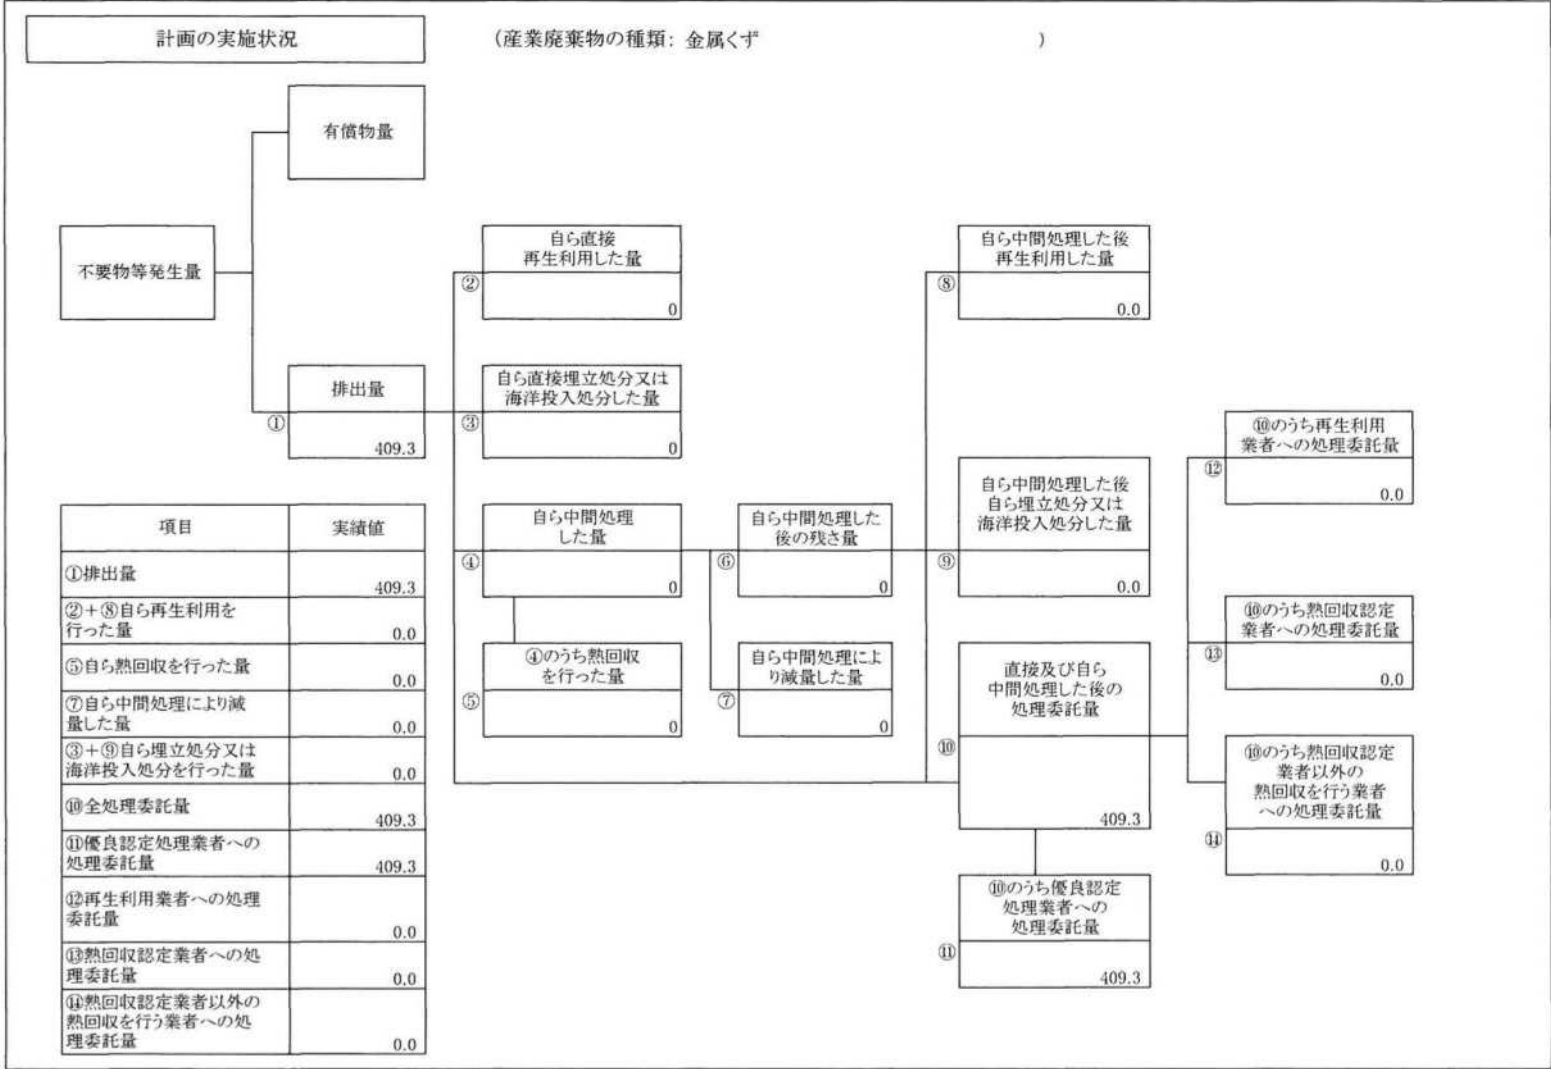 計画の実施状況
（産業廃棄物の種類： 金属くず　　　　　）
有償物量
不要物等発生量
排出量
①
409.3
自ら直接
再生利用した量
②
0
自ら直接埋立処分又は
海洋投入処分した量
③
0
自ら中間処理
した量
④
0
④のうち熱回収
を行った量
⑤
0
自ら中間処理した
後の残さ量
⑥
0
自ら中間処理によ
り減量した量
⑦
0
自ら中間処理した後
再生利用した量
⑧
0.0
自ら中間処理した後
自ら埋立処分又は
海洋投入処分した量
⑨
0.0
直接及び自ら
中間処理した後の
処理委託量
⑩
409.3
⑩のうち優良認定
処理業者への
処理委託量
⑪
409.3
⑩のうち再生利用
業者への処理委託量
⑫
0.0
⑩のうち熱回収認定
業者への処理委託量
⑬
0.0
⑩のうち熱回収認定
業者以外の
熱回収を行う業者
への処理委託量
⑭
0.0
項目 実績値
①排出量
409.3
②＋⑧自ら再生利用を
行った量
0.0
⑤自ら熱回収を行った量
0.0
⑦自ら中間処理により減
量した量
0.0
③＋⑨自ら埋立処分又は
海洋投入処分を行った量
0.0
⑩全処理委託量
409.3
⑪優良認定処理業者への
処理委託量
409.3
⑫再生利用業者への処理
委託量
0.0
⑬熱回収認定業者への処
理委託量
0.0
⑭熱回収認定業者以外の
熱回収を行う業者への処
理委託量
0.0